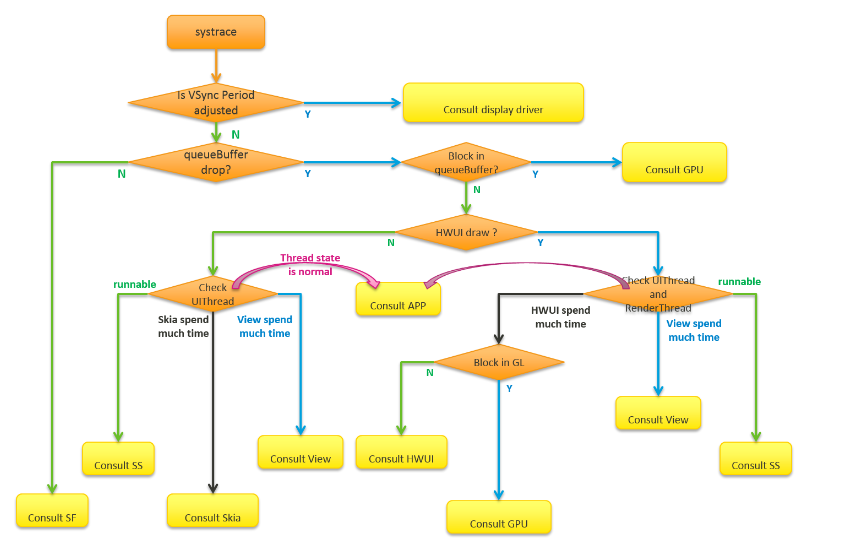 systrace
Is VSync Period
adjusted
Y
Consult display driver
N
queueBuffer
drop?
N
Y
Block in
queueBuffer?
Y
Consult GPU
N
HWUI draw ?
N
Y
Thread state
is normal
runnable
Check
UIThread
Consult APP
Check UIThread
and
RenderThread
runnable
Skia spend
much time
View spend
much time
HWUI spend
much time
View spend
much time
Block in GL
N
Y
Consult View
Consult SS
Consult View
Consult HWUI
Consult SS
Consult SF
Consult Skia
Consult GPU